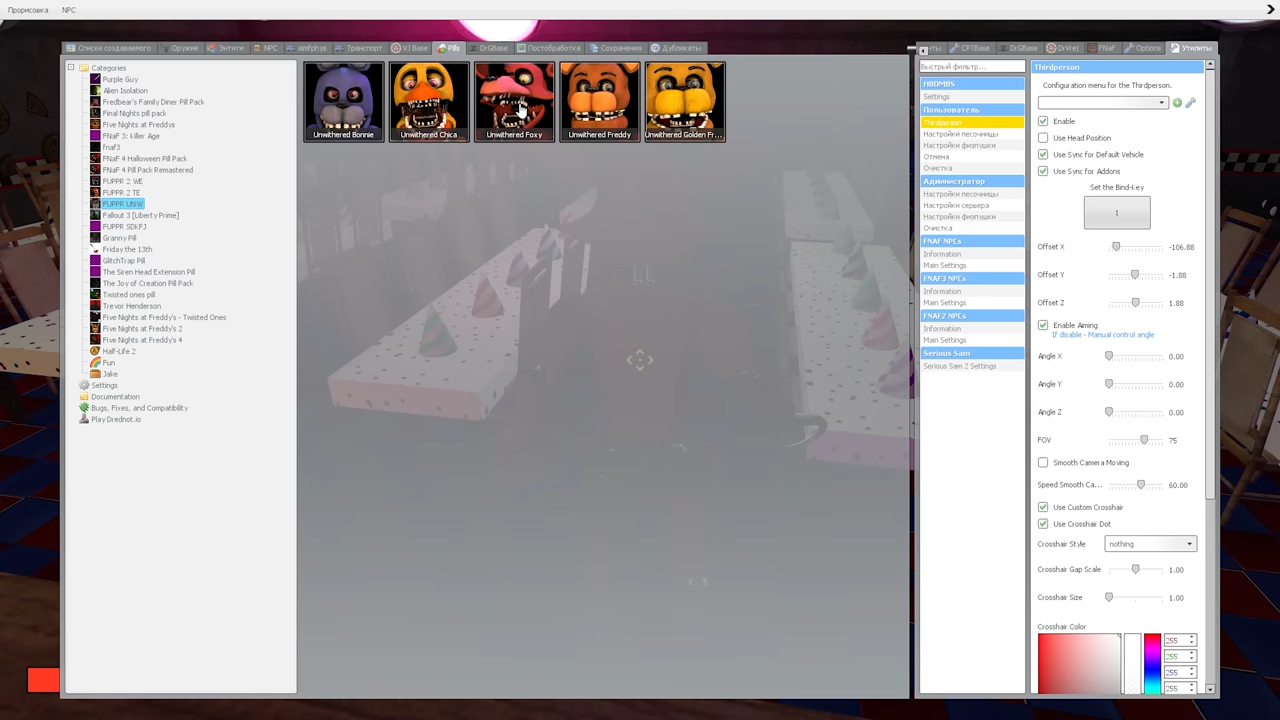 Прорисовка NPC
Списки создаваемого Оружие Энтити NPC simfphys Транспорт VJ Base Pills DrGBase Постобработка Сохранения Дубликаты
Categories
Purple Guy
Alien Isolation
Fredbear's Family Diner Pill Pack
Final Nights pill pack
Five Nights at Freddys
FNaF 3: Killer Age
fnaf3
FNaF 4 Halloween Pill Pack
FNaF 4 Pill Pack Remastered
FUPPR 2 WE
FUPPR 2 TE
FUPPR UNW
Fallout 3 [Liberty Prime]
FUPPR SDI FJ
Granny Pill
Friday the 13th
GlitchTrap Pill
The Siren Head Extension Pill
The Joy of Creation Pill Pack
Twisted ones pill
Trevor Henderson
Five Nights at Freddy's - Twisted Ones
Five Nights at Freddy's 2
Five Nights at Freddy's 4
Half-Life 2
Fun
Jake
Settings
Documentation
Bugs, Fixes, and Compatibility
Play Drednot.io
Unwithered Bonnie
Unwithered Chica
Unwithered Foxy
Unwithered Freddy
Unwithered Golden Fr...
CPTBase DrGBase DrVrej FNaF Options Утилиты
Быстрый фильтр...
HBOMBS
Settings
Пользователь
Thirdperson
Настройки песочницы
Настройки физпушки
Отмена
Очистка
Администратор
Настройки песочницы
Настройки сервера
Настройки физпушки
Очистка
FNAF NPCs
Information
Main Settings
FNAF3 NPCs
Information
Main Settings
FNAF2 NPCs
Information
Main Settings
Serious Sam
Serious Sam 2 Settings
Thirdperson
Configuration menu for the Thirdperson.
Enable
Use Head Position
Use Sync for Default Vehicle
Use Sync for Addons
Set the Bind-Key
1
Offset X -106.88
Offset Y -1.88
Offset Z 1.88
Enable Aiming
If disable - Manual control angle
Angle X 0.00
Angle Y 0.00
Angle Z 0.00
FOV 75
Smooth Camera Moving
Speed Smooth Ca... 60.00
Use Custom Crosshair
Use Crosshair Dot
Crosshair Style nothing
Crosshair Gap Scale 1.00
Crosshair Size 1.00
Crosshair Color
255
255
255
255